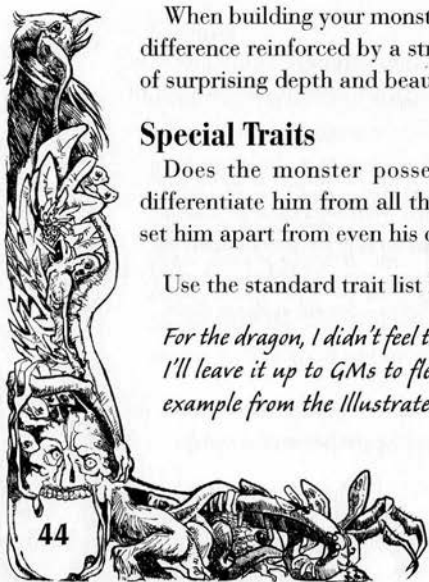 When building your monst
difference reinforced by a str
of surprising depth and beau
Special Traits
Does the monster posse
differentiate him from all th
set him apart from even his o
Use the standard trait list
For the dragon, I didn't feel t
I'll leave it up to GMs to fle
example from the Illustrate
44